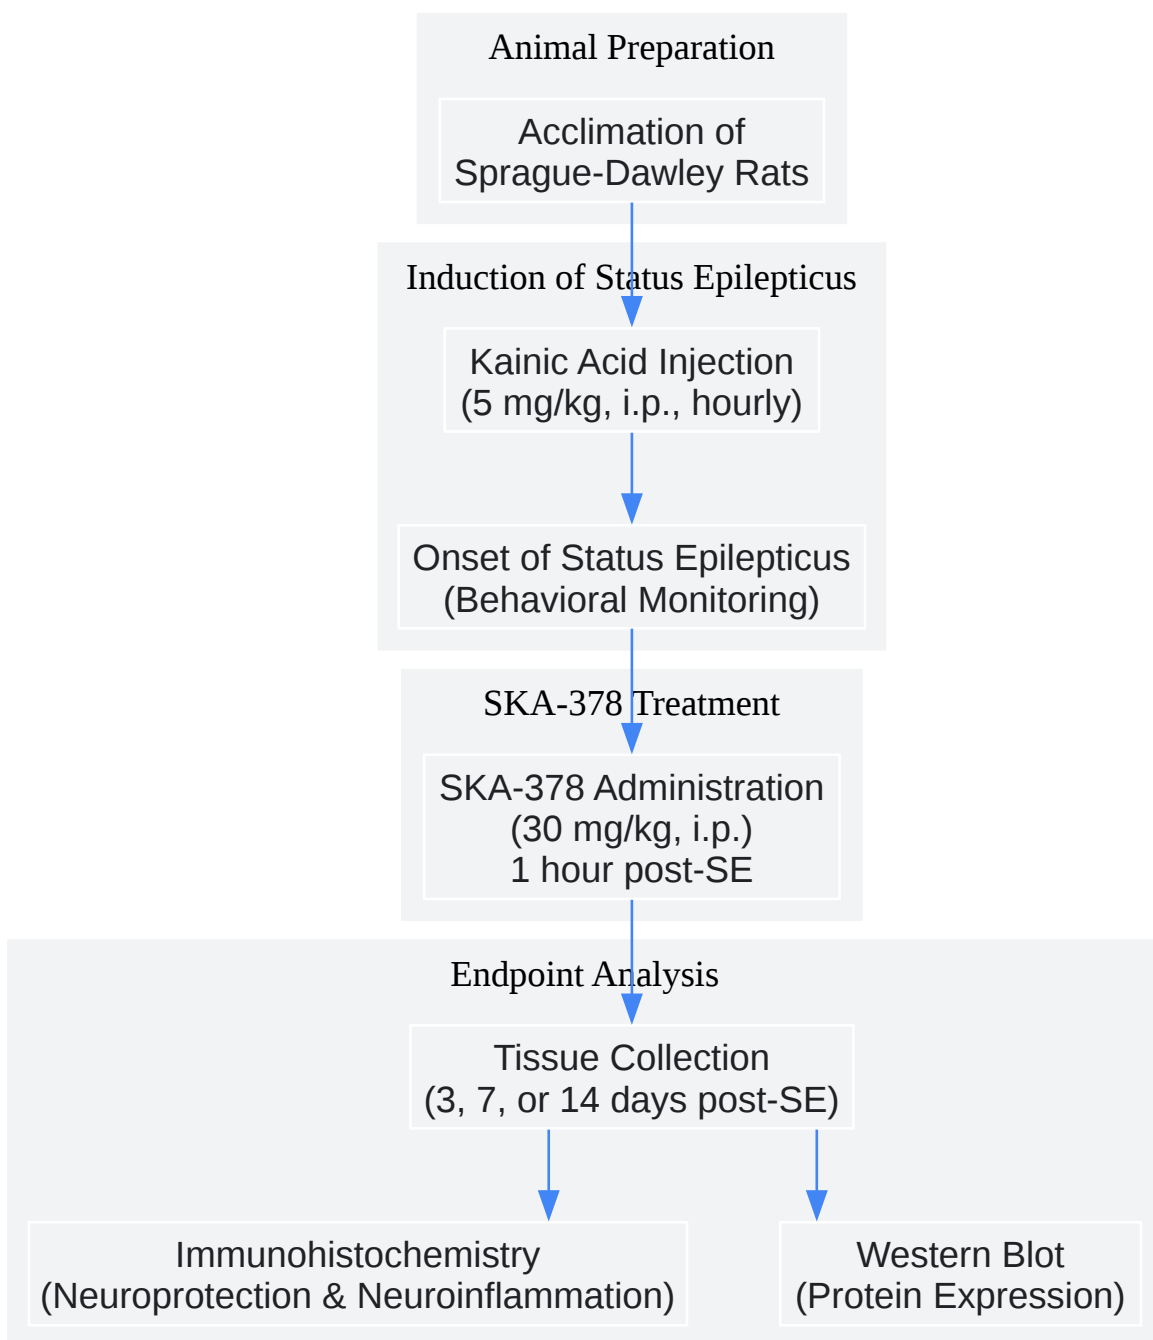 Animal Preparation
Acclimation of
Sprague-Dawley Rats
Induction of Status Epilepticus
Kainic Acid Injection
(5 mg/kg, i.p., hourly)
Onset of Status Epilepticus
(Behavioral Monitoring)
SKA-378 Treatment
SKA-378 Administration
(30 mg/kg, i.p.)
1 hour post-SE
Endpoint Analysis
Tissue Collection
(3, 7, or 14 days post-SE)
Immunohistochemistry
(Neuroprotection & Neuroinflammation)
Western Blot
(Protein Expression)